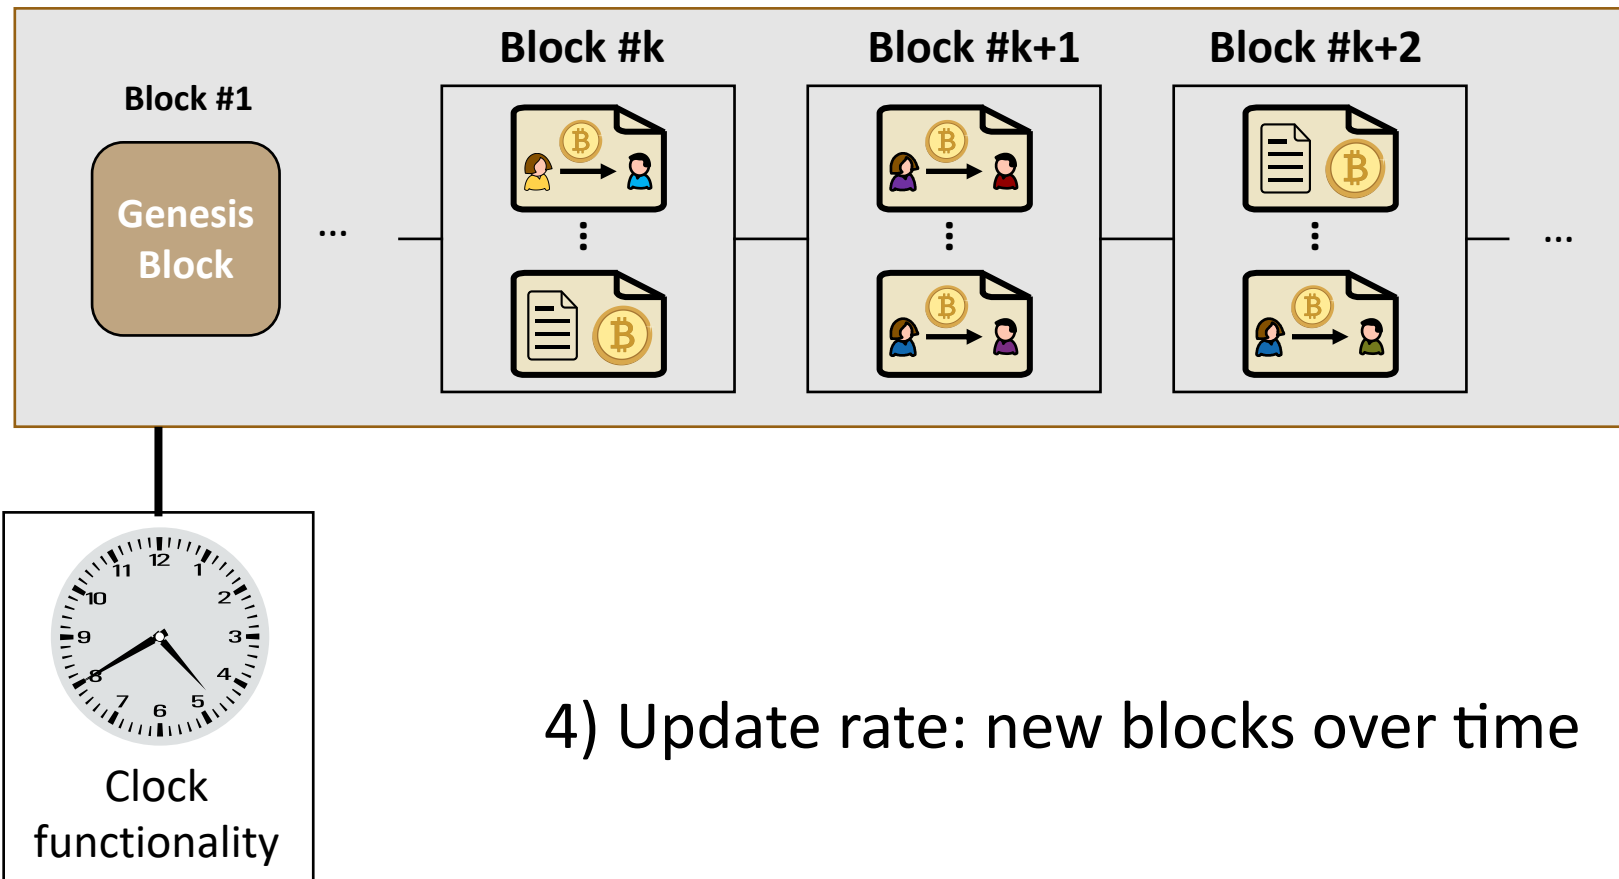 Block #k
Block #k+1
Block #k+2
Block #1
Genesis
Block
...
...
12
1
2
3
4
5
6
7
8
9
10
11
Clock
functionality
4) Update rate: new blocks over time